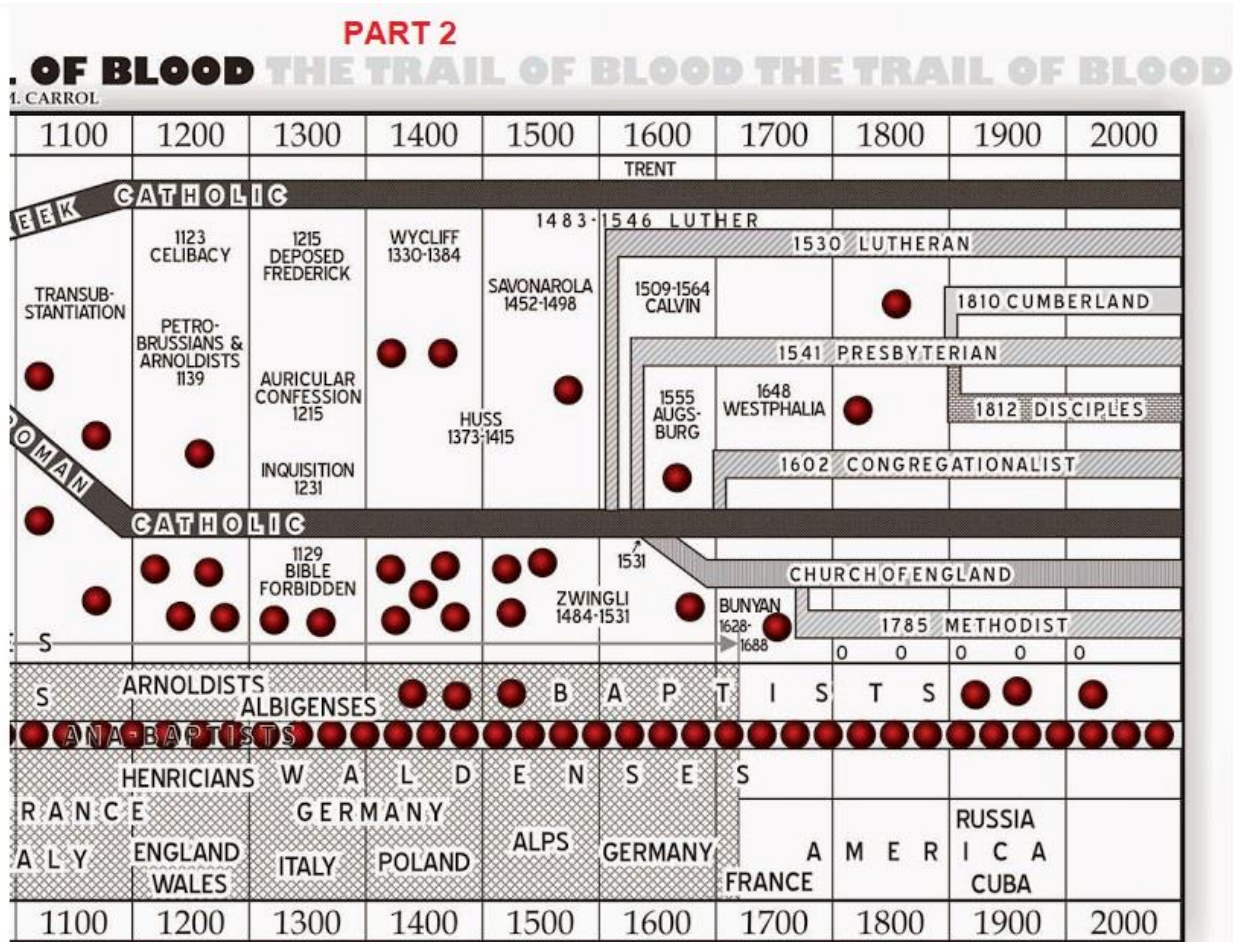 PART 2
. OF BLOOD THE TRAIL OF BLOOD THE TRAIL OF BLOOD
M. CARROL
1100 1200 1300 1400 1500 1600 1700 1800 1900 2000
TRENT
EEK
CATHOLIC
1483-1546 LUTHER
1530 LUTHERAN
1123
CELIBACY
1215
DEPOSED
FREDERICK
WYCLIFF
1330-1384
TRANSUB-
STANTIATION
SAVONAROLA
1452-1498
1509-1564
CALVIN
1810 CUMBERLAND
PETRO-
BRUSSIANS &
ARNOLDISTS
1139
1541 PRESBYTERIAN
AURICULAR
CONFESSION
1215
HUSS
1373-1415
1555
AUGS-
BURG
1648
WESTPHALIA
1812 DISCIPLES
ROMAN
INQUISITION
1231
1602 CONGREGATIONALIST
CATHOLIC
1129
BIBLE
FORBIDDEN
1531
CHURCH OF ENGLAND
ZWINGLI
1484-1531
BUNYAN
1628-
1688
1785 METHODIST
S
O O O O O
S ARNOLDISTS
ALBIGENSES
BAPTISTS
ANA-BAPTISTS
HENRICIANS
WALDENSES
RANCE
GERMANY
ALY
ENGLAND
WALES
ITALY
POLAND
ALPS
GERMANY
FRANCE
AMERICA
RUSSIA
CUBA
1100 1200 1300 1400 1500 1600 1700 1800 1900 2000